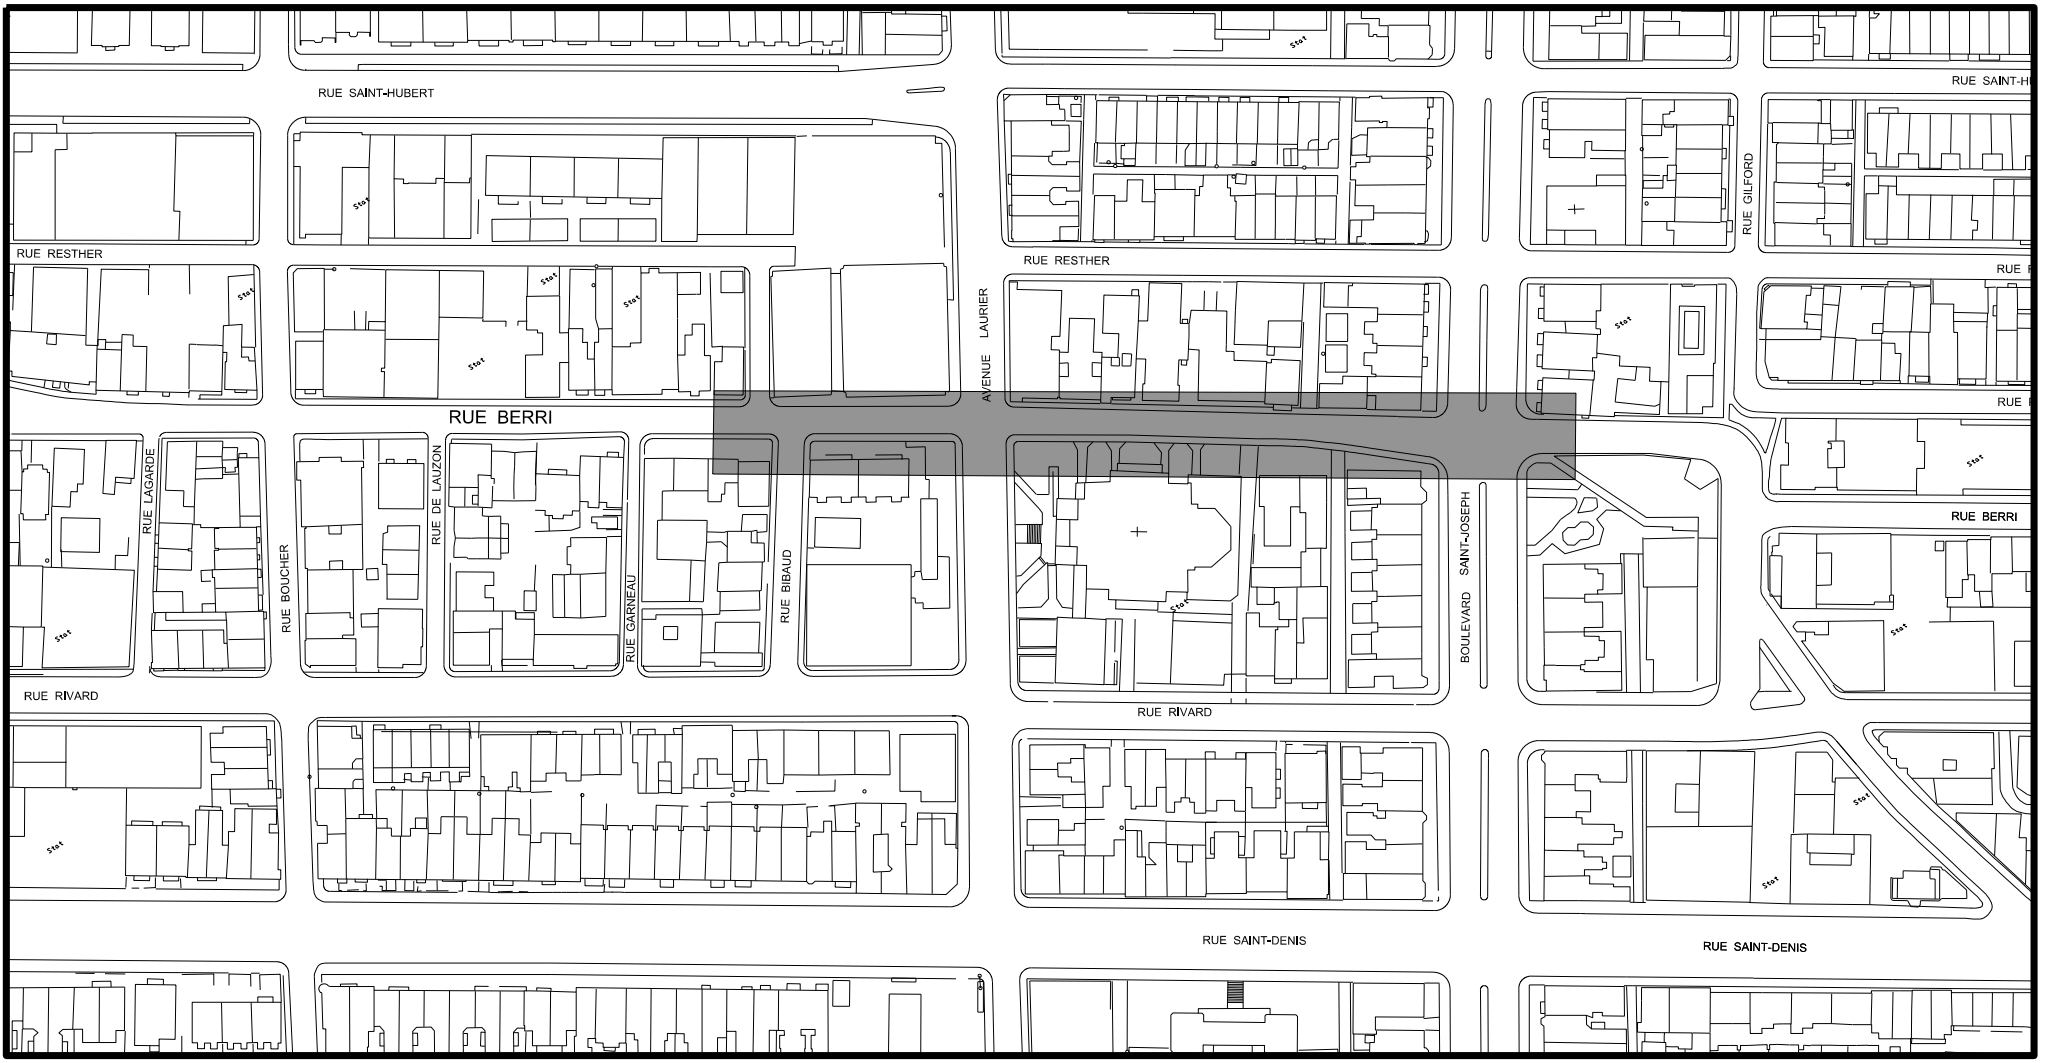 Stat
RUE SAINT-HUBERT
RUE SAINT-H
RUE GILFORD
Stat
RUE RESTHER
RUE RESTHER
RUE R
Stat
Stat
Stat
AVENUE LAURIER
Stat
Stat
RUE BERRI
RUE R
RUE LAGARDE
RUE DE LAUZON
Stat
RUE BERRI
RUE BOUCHER
RUE GARNEAU
RUE BIBAUD
BOULEVARD SAINT-JOSEPH
Stat
Stat
Stat
RUE RIVARD
RUE RIVARD
Stat
Stat
Stat
RUE SAINT-DENIS
RUE SAINT-DENIS